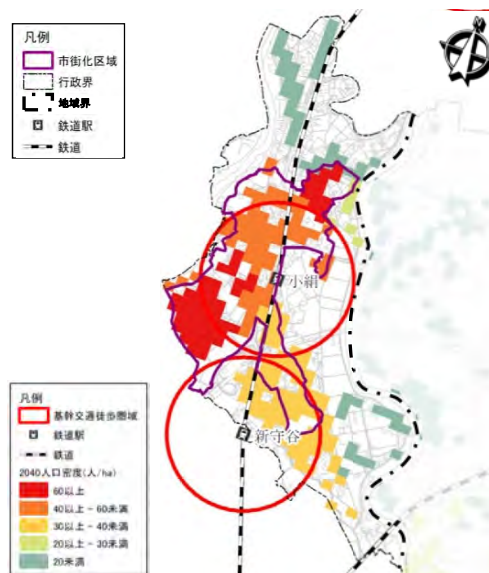 凡例
市街化区域
行政界
地域界
鉄道駅
鉄道
小絹
新守谷
凡例
基幹交通徒歩圏域
鉄道駅
鉄道
2040人口密度(人/ha)
60以上
40以上-60未満
30以上-40未満
20以上-30未満
20未満